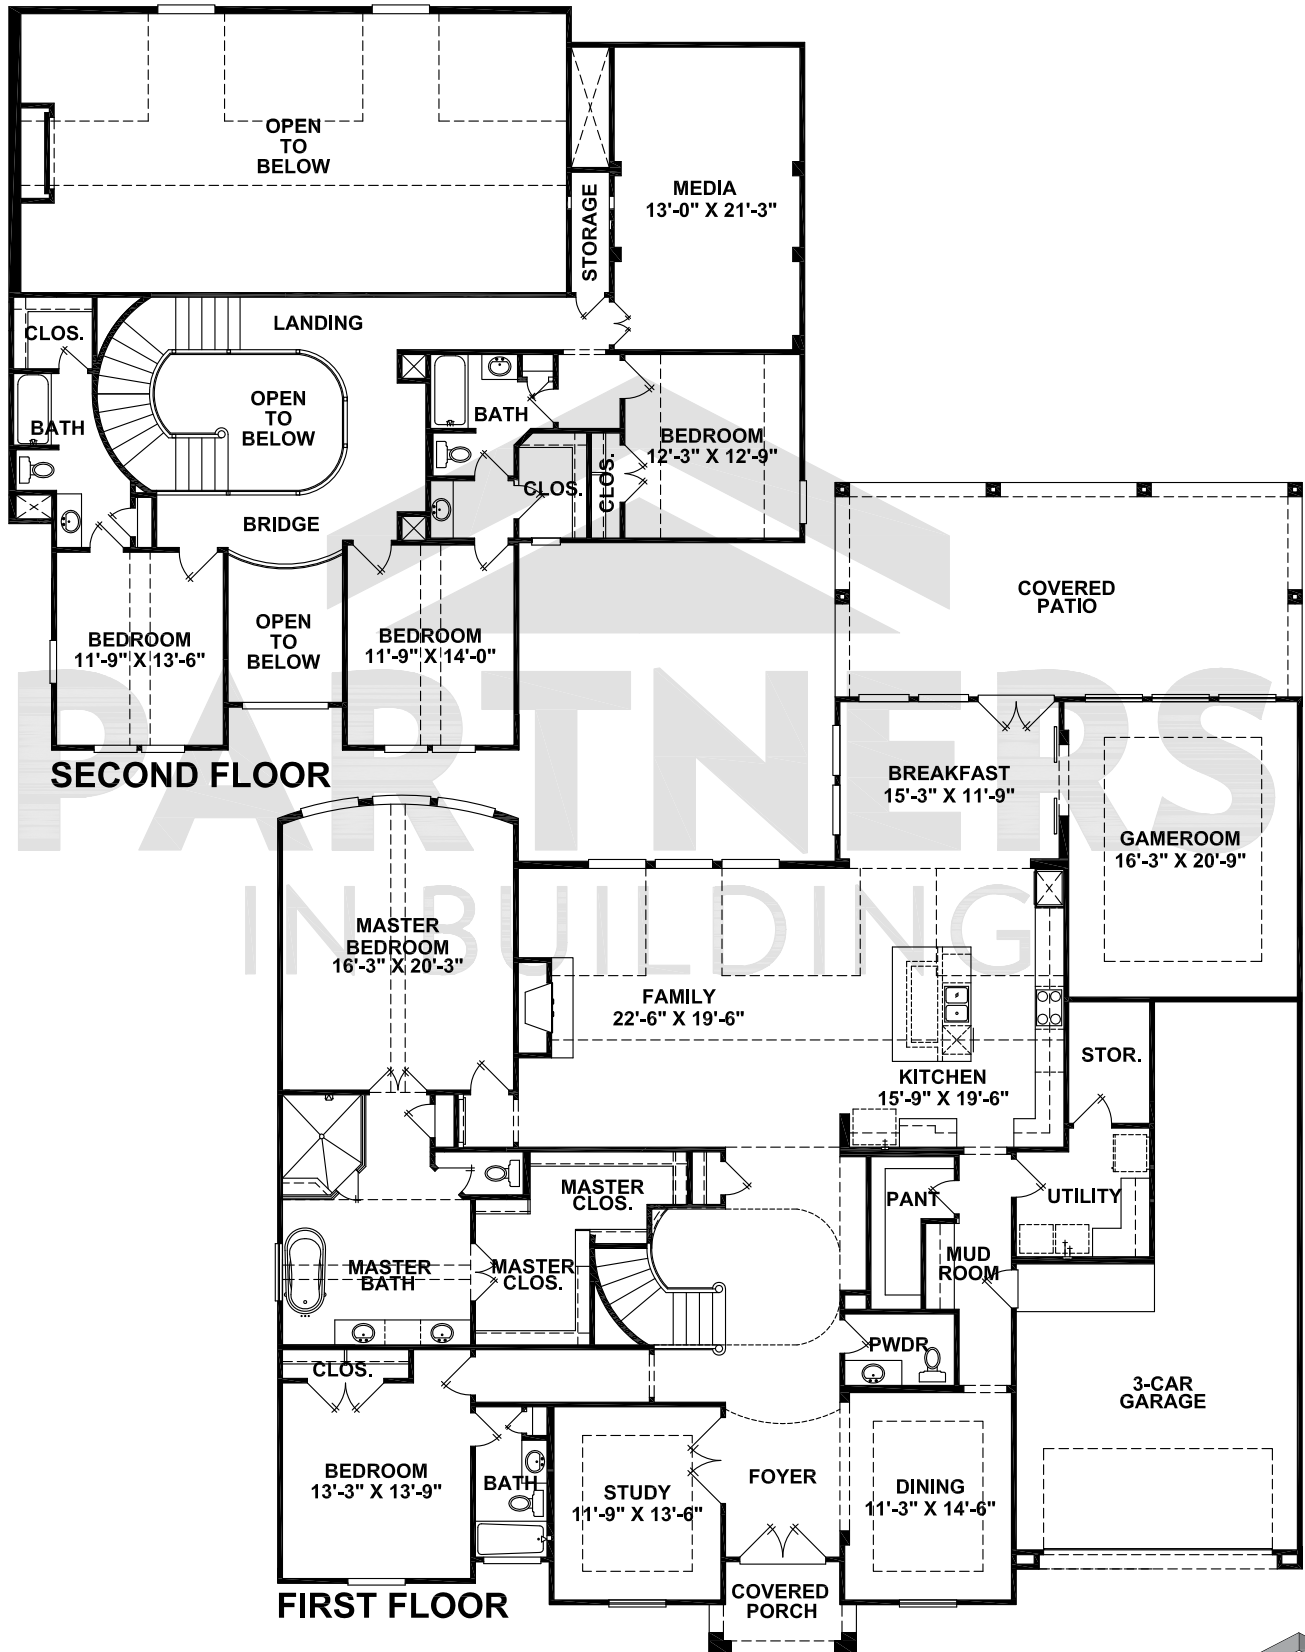 OPEN
TO
BELOW
STORAGE
MEDIA
13'-0" X 21'-3"
CLOS.
LANDING
BATH
OPEN
TO
BELOW
BATH
BEDROOM
12'-3" X 12'-9"
CLOS.
CLOS.
BRIDGE
BEDROOM
11'-9" X 13'-6"
OPEN
TO
BELOW
BEDROOM
11'-9" X 14'-0"
SECOND FLOOR
PARTNERS
IN BUILDING
COVERED
PATIO
BREAKFAST
15'-3" X 11'-9"
GAMEROOM
16'-3" X 20'-9"
MASTER
BEDROOM
16'-3" X 20'-3"
FAMILY
22'-6" X 19'-6"
KITCHEN
15'-9" X 19'-6"
STOR.
MASTER
CLOS.
PANT
UTILITY
MASTER
BATH
MASTER
CLOS.
MUD
ROOM
PWDR
CLOS.
3-CAR
GARAGE
BEDROOM
13'-3" X 13'-9"
BATH
STUDY
11'-9" X 13'-6"
FOYER
DINING
11'-3" X 14'-6"
COVERED
PORCH
FIRST FLOOR